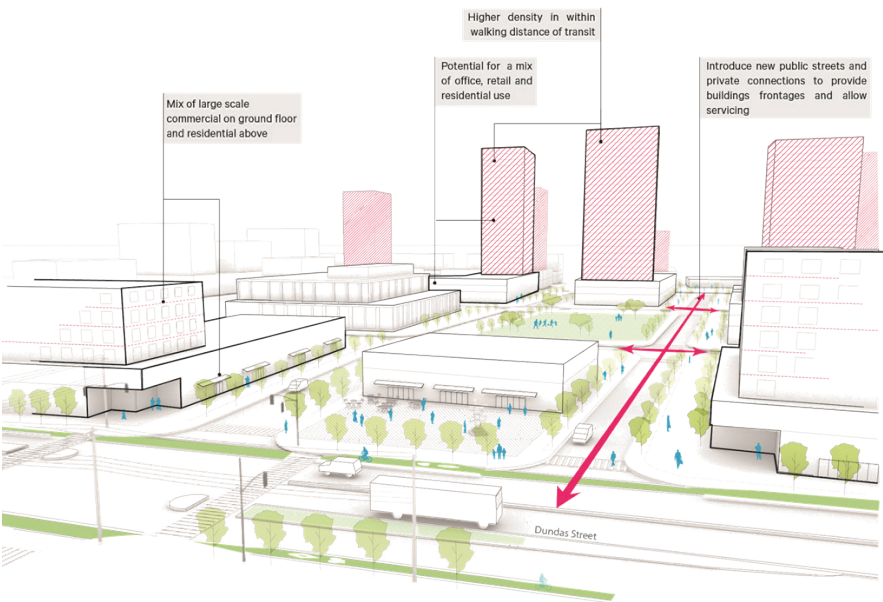 Higher density in within
walking distance of transit
Potential for a mix
of office, retail and
residential use
Introduce new public streets and
private connections to provide
buildings frontages and allow
servicing
Mix of large scale
commercial on ground floor
and residential above
Dundas Street